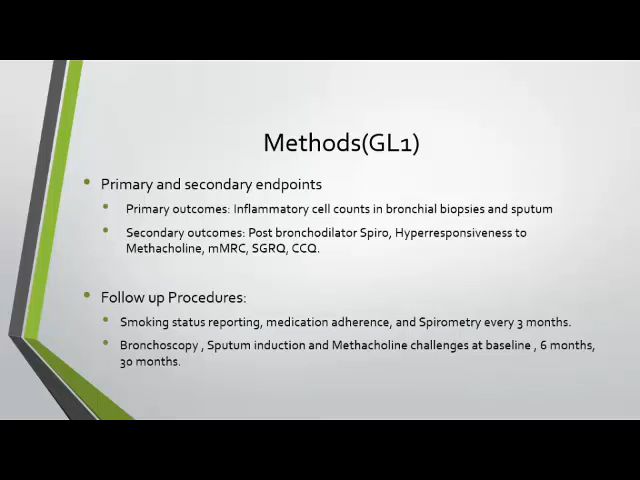 Methods(GL1)
Primary and secondary endpoints
Primary outcomes: Inflammatory cell counts in bronchial biopsies and sputum
Secondary outcomes: Post bronchodilator Spiro, Hyperresponsiveness to
Methacholine, mMRC, SGRQ, CCQ.
Follow up Procedures:
Smoking status reporting, medication adherence, and Spirometry every 3 months.
Bronchoscopy , Sputum induction and Methacholine challenges at baseline , 6 months,
30 months.